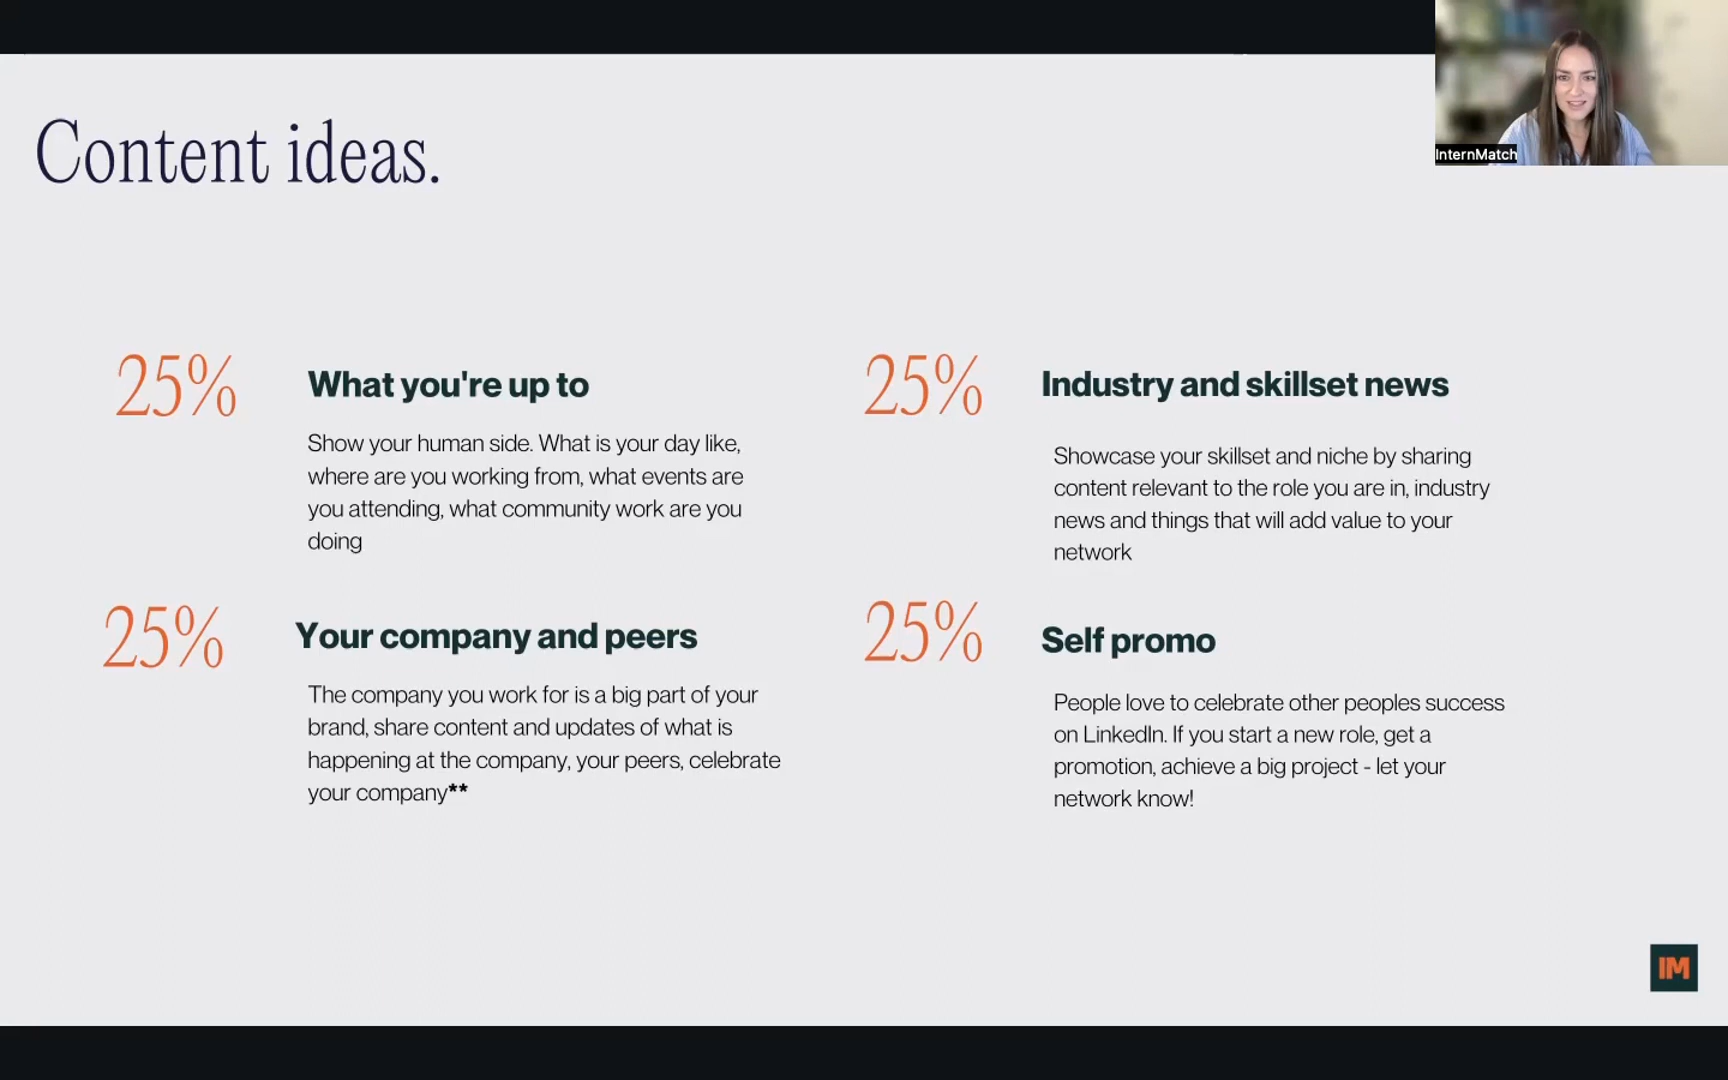 InternMatch
Content ideas.
25%
What you're up to
Show your human side. What is your day like,
where are you working from, what events are
you attending, what community work are you
doing
25%
Industry and skillset news
Showcase your skillset and niche by sharing
content relevant to the role you are in, industry
news and things that will add value to your
network
25%
Your company and peers
The company you work for is a big part of your
brand, share content and updates of what is
happening at the company, your peers, celebrate
your company**
25%
Self promo
People love to celebrate other peoples success
on LinkedIn. If you start a new role, get a
promotion, achieve a big project - let your
network know!
IM